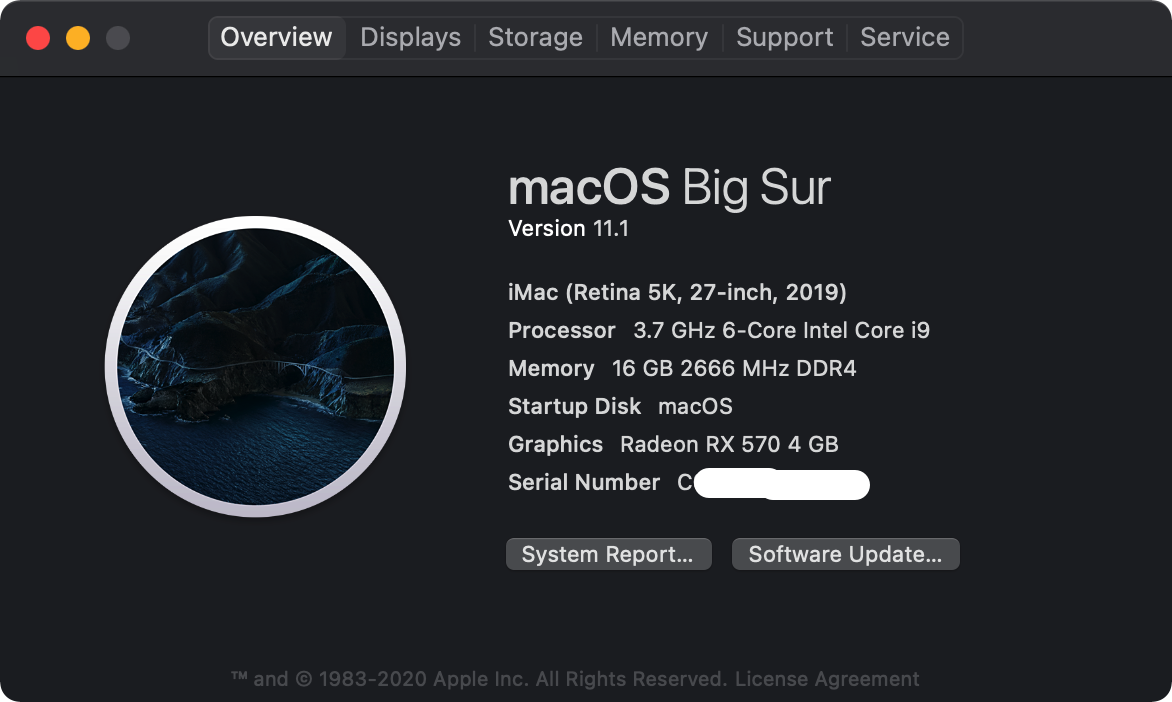 Overview Displays Storage Memory Support Service
macOS Big Sur
Version 11.1
iMac (Retina 5K, 27-inch, 2019)
Processor 3.7 GHz 6-Core Intel Core i9
Memory 16 GB 2666 MHz DDR4
Startup Disk macOS
Graphics Radeon RX 570 4 GB
Serial Number C
System Report... Software Update...
™ and © 1983-2020 Apple Inc. All Rights Reserved. License Agreement